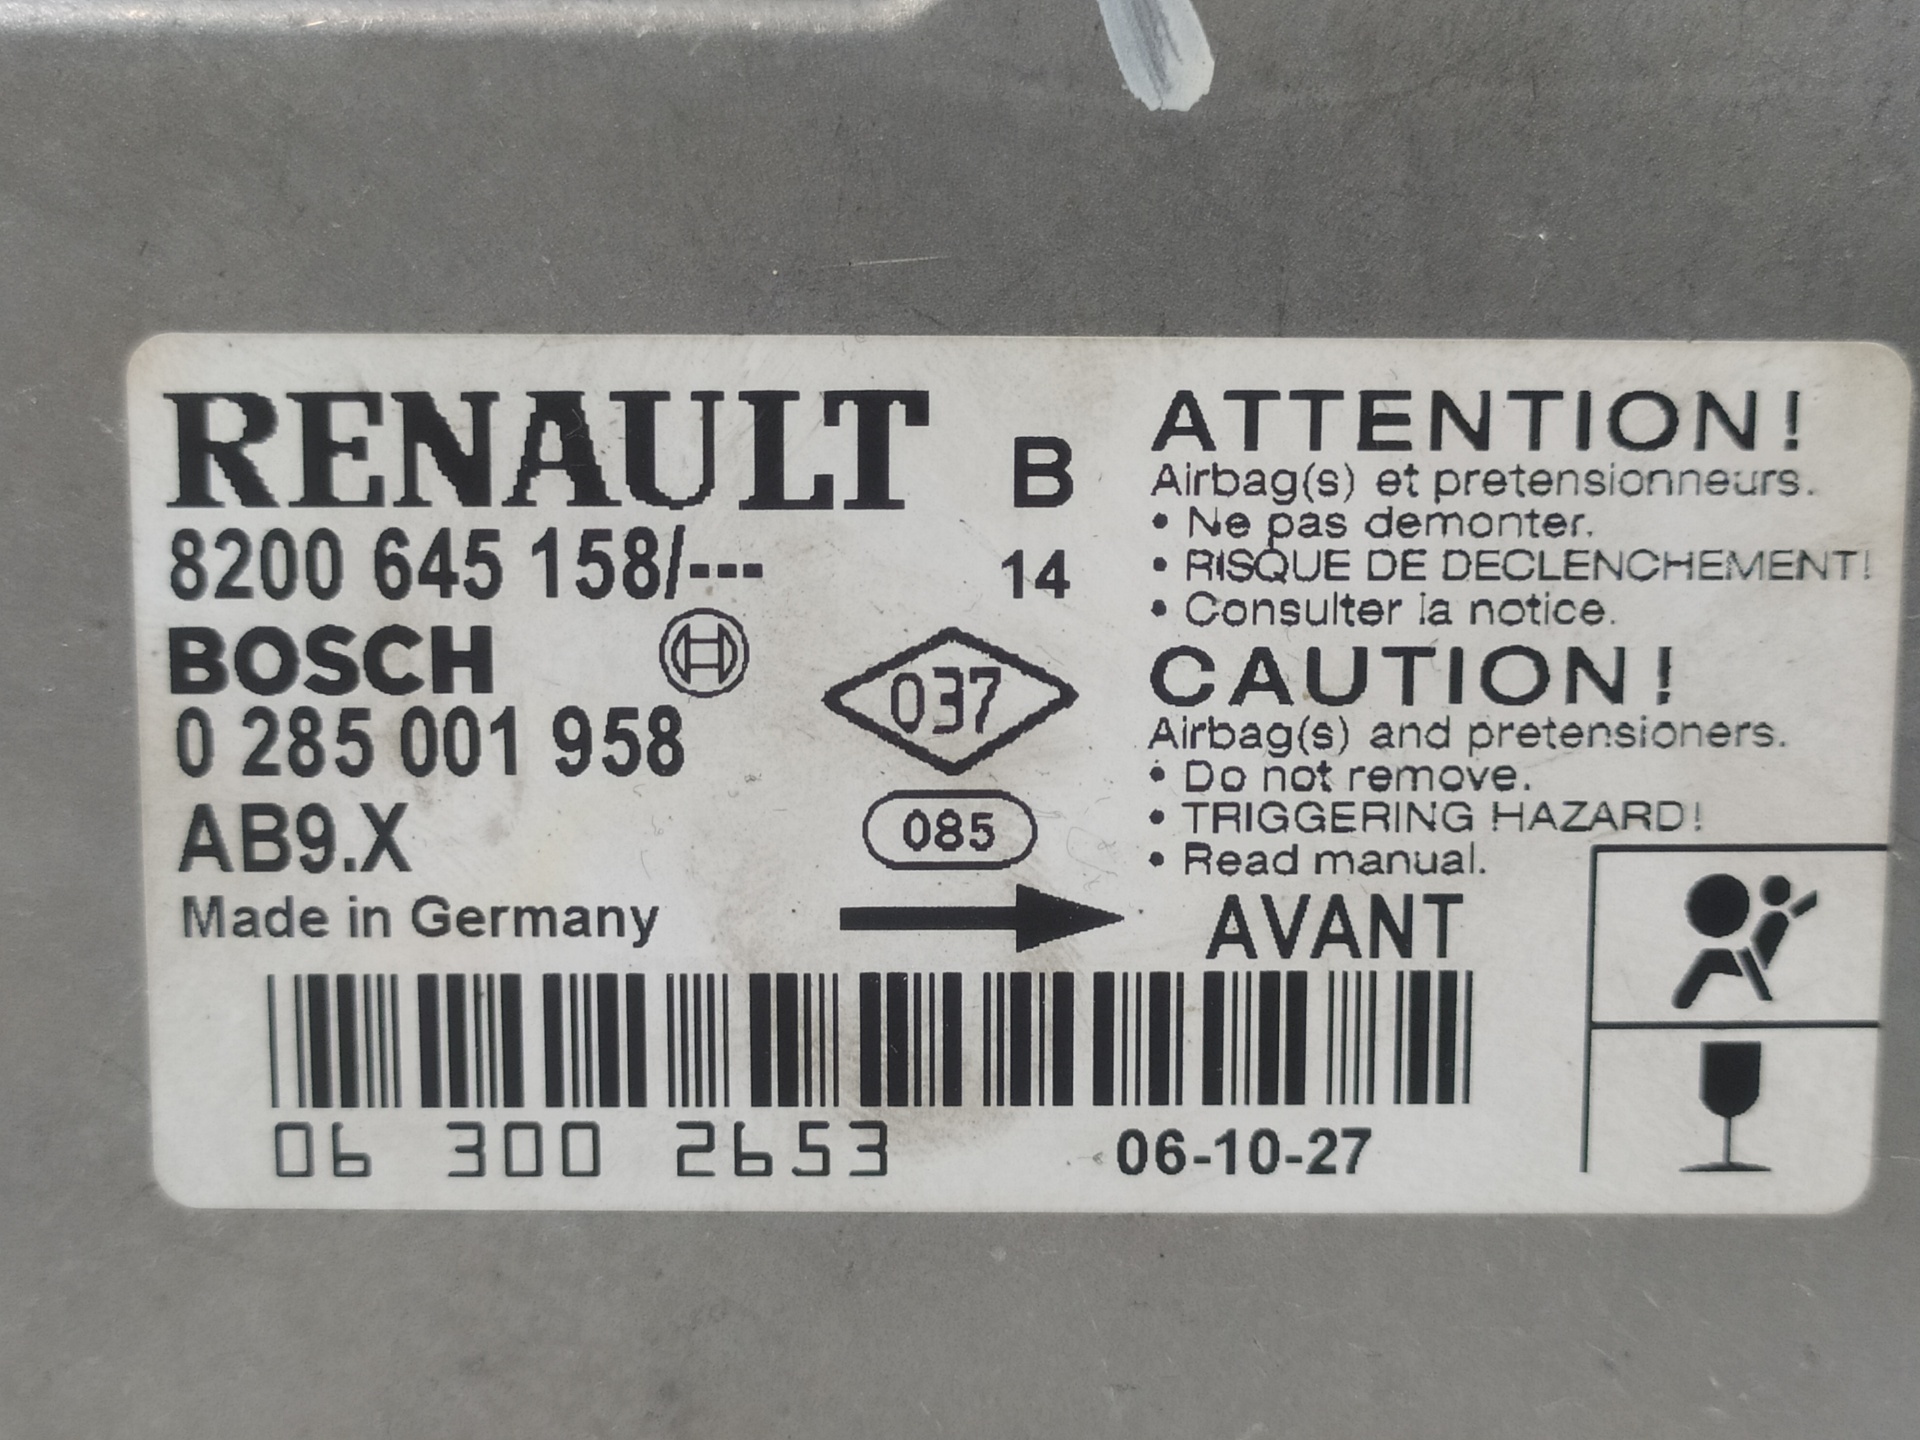 RENAULT B
8200 645 158/--- 14
BOSCH
0 285 001 958
037
AB9.X
085
Made in Germany
ATTENTION!
Airbag(s) et pretensionneurs.
• Ne pas demonter.
• RISQUE DE DECLENCHEMENT!
• Consulter la notice.
CAUTION!
Airbag(s) and pretensioners.
• Do not remove.
• TRIGGERING HAZARD!
• Read manual.
AVANT
06 300 2653 06-10-27